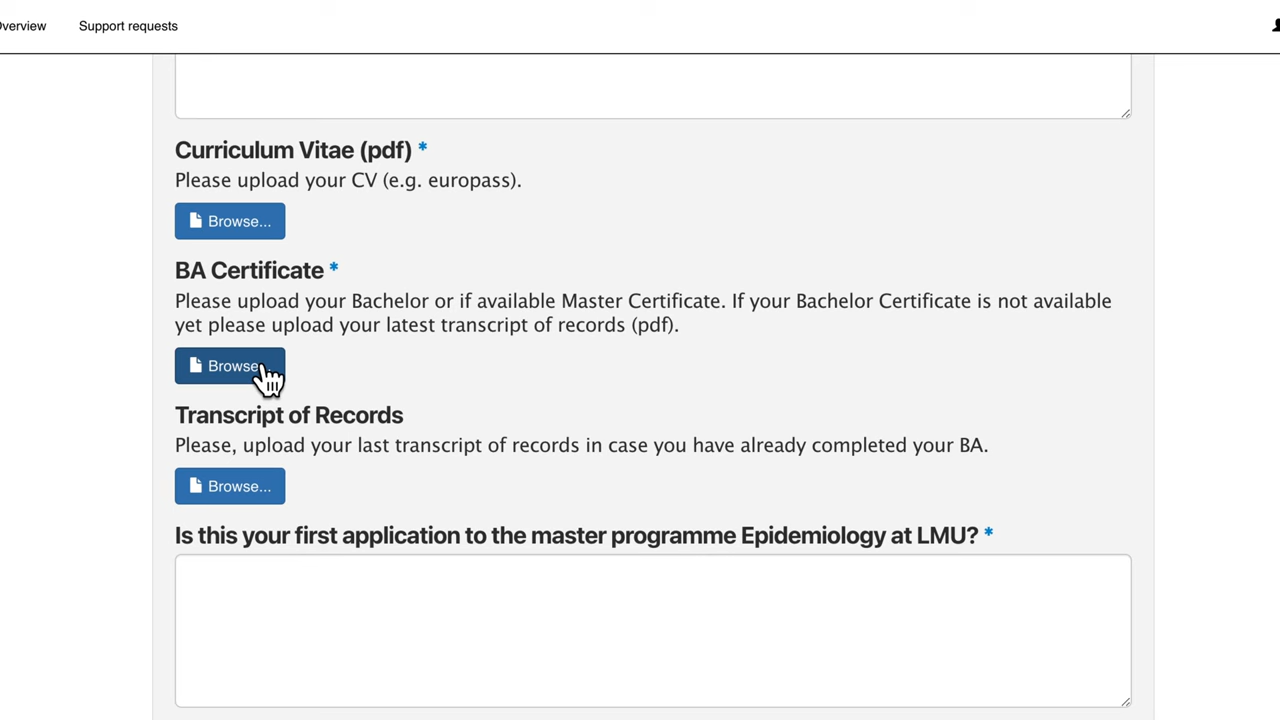 Support requests
Curriculum Vitae (pdf) *
Please upload your CV (e.g. europass).
Browse...
BA Certificate *
Please upload your Bachelor or if available Master Certificate. If your Bachelor Certificate is not available
yet please upload your latest transcript of records (pdf).
Browse
Transcript of Records
Please, upload your last transcript of records in case you have already completed your BA.
Browse...
Is this your first application to the master programme Epidemiology at LMU? *